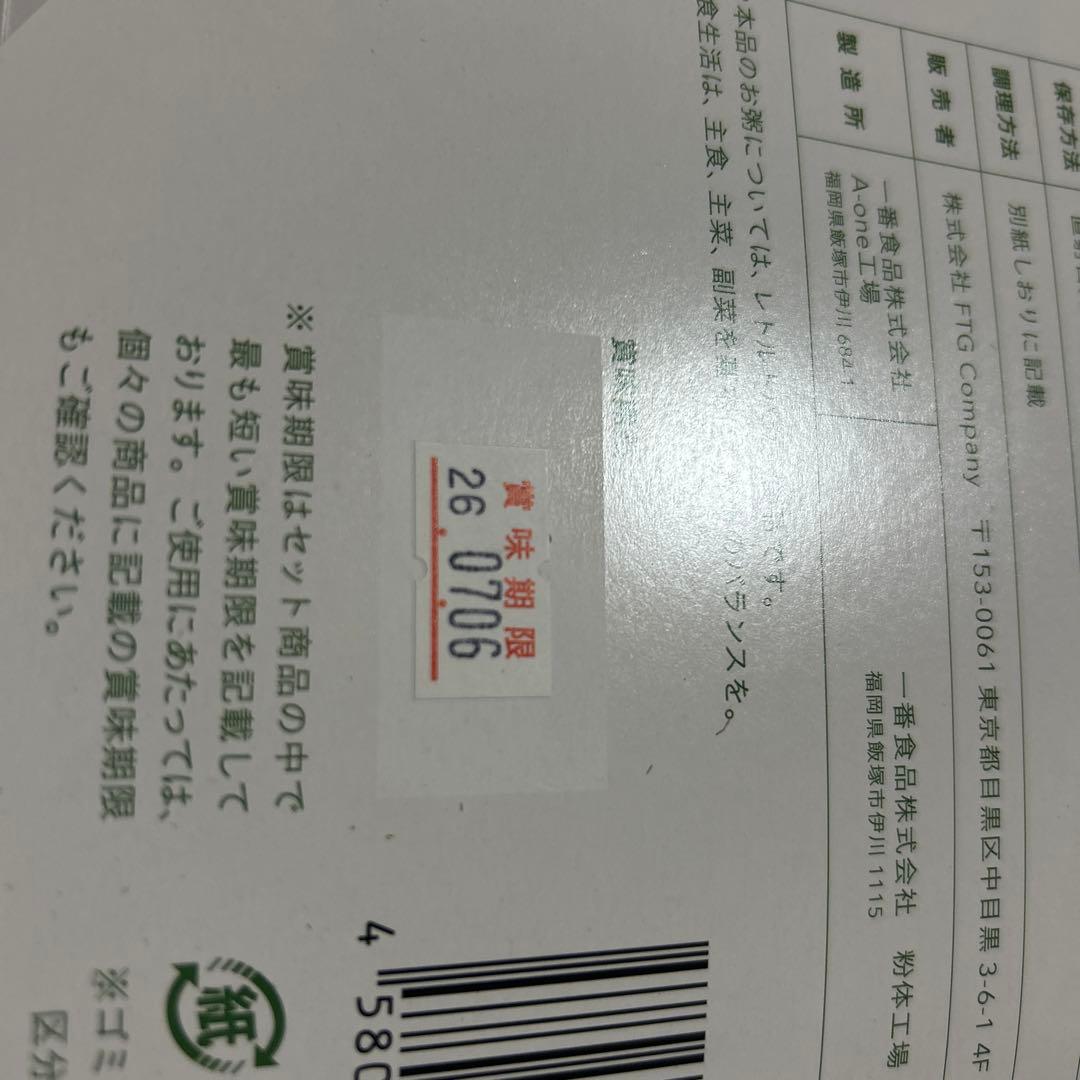 保存方法
調理方法 別紙しおりに記載
販売者 株式会社 FTG Company 〒153-0061 東京都目黒区中目黒 3-6-1 4F
製造所
一番食品株式会社
A-one工場
福岡県飯塚市伊川 684-1
一番食品株式会社 粉体工場
福岡県飯塚市伊川 1115
本品のお粥については、レトルト
です。
食生活は、主食、主菜、副菜を
のバランスを。
賞味
賞味期限
26.0706
※賞味期限はセット商品の中で
最も短い賞味期限を記載して
おります。ご使用にあたっては、
個々の商品に記載の賞味期限
もご確認ください。
4 580
紙
※ゴミ
区分